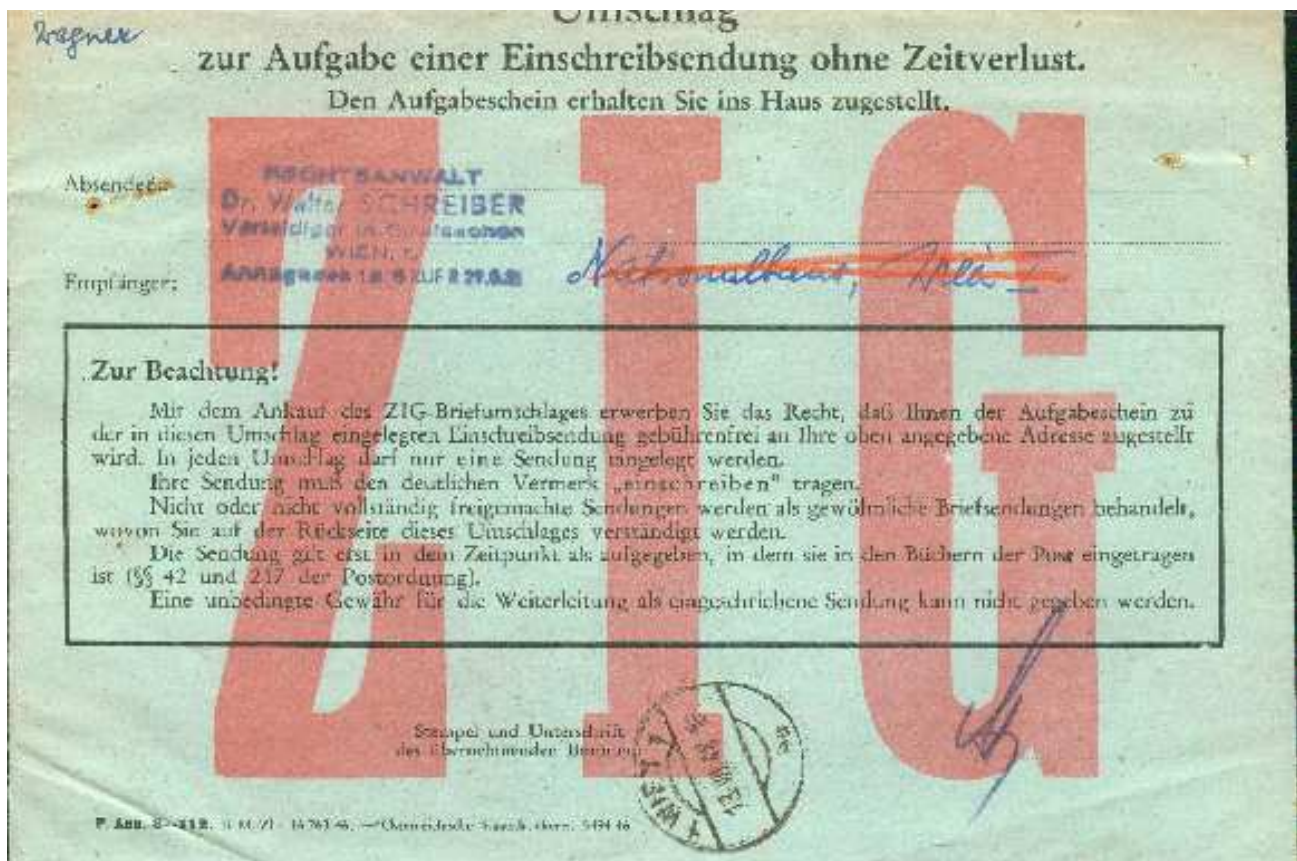 Wagner
Umschlag
zur Aufgabe einer Einschreibsendung ohne Zeitverlust.
Den Aufgabeschein erhalten Sie ins Haus zugestellt.
Absender:
RECHTSANWALT
Dr. Walter SCHREIBER
Verteidiger in Strafsachen
WIEN, I.
Empfänger:
Zur Beachtung!
Mit dem Ankauf des ZIG-Briefumschlages erwerben Sie das Recht, daß Ihnen der Aufgabeschein zu
der in diesen Umschlag eingelegten Einschreibsendung gebührenfrei an Ihre oben angegebene Adresse zugestellt
wird. In jeden Umschlag darf nur eine Sendung eingelegt werden.
Ihre Sendung muß den deutlichen Vermerk „einschreiben" tragen.
Nicht oder nicht vollständig freigemachte Sendungen werden als gewöhnliche Briefsendungen behandelt,
wovon Sie auf der Rückseite dieses Umschlages verständigt werden.
Die Sendung gilt erst in dem Zeitpunkt als aufgegeben, in dem sie in den Büchern der Post eingetragen
ist (§§ 42 und 217 der Postordnung).
Eine unbedingte Gewähr für die Weiterleitung als eingeschriebene Sendung kann nicht gegeben werden.
ZIG
Stempel und Unterschrift
des übernehmenden Beamten
1 WIEN 1